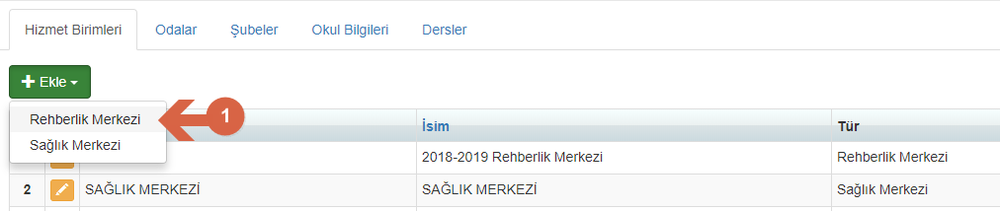 Hizmet Birimleri Odalar Şubeler Okul Bilgileri Dersler
Ekle
Rehberlik Merkezi 1
Sağlık Merkezi
İsim Tür
2018-2019 Rehberlik Merkezi Rehberlik Merkezi
2 SAĞLIK MERKEZİ SAĞLIK MERKEZİ Sağlık Merkezi